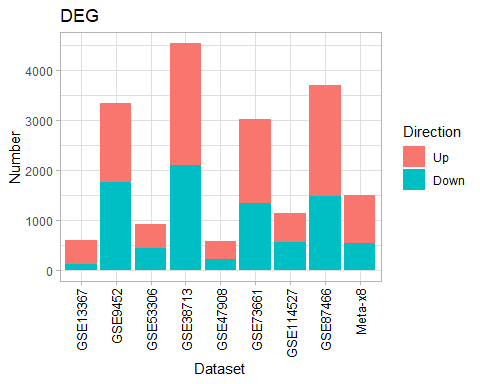 DEG
Number
4000
3000
2000
1000
0
GSE13367
GSE9452
GSE53306
GSE38713
GSE47908
GSE73661
GSE114527
GSE87466
Meta-x8
Dataset
Direction
Up
Down